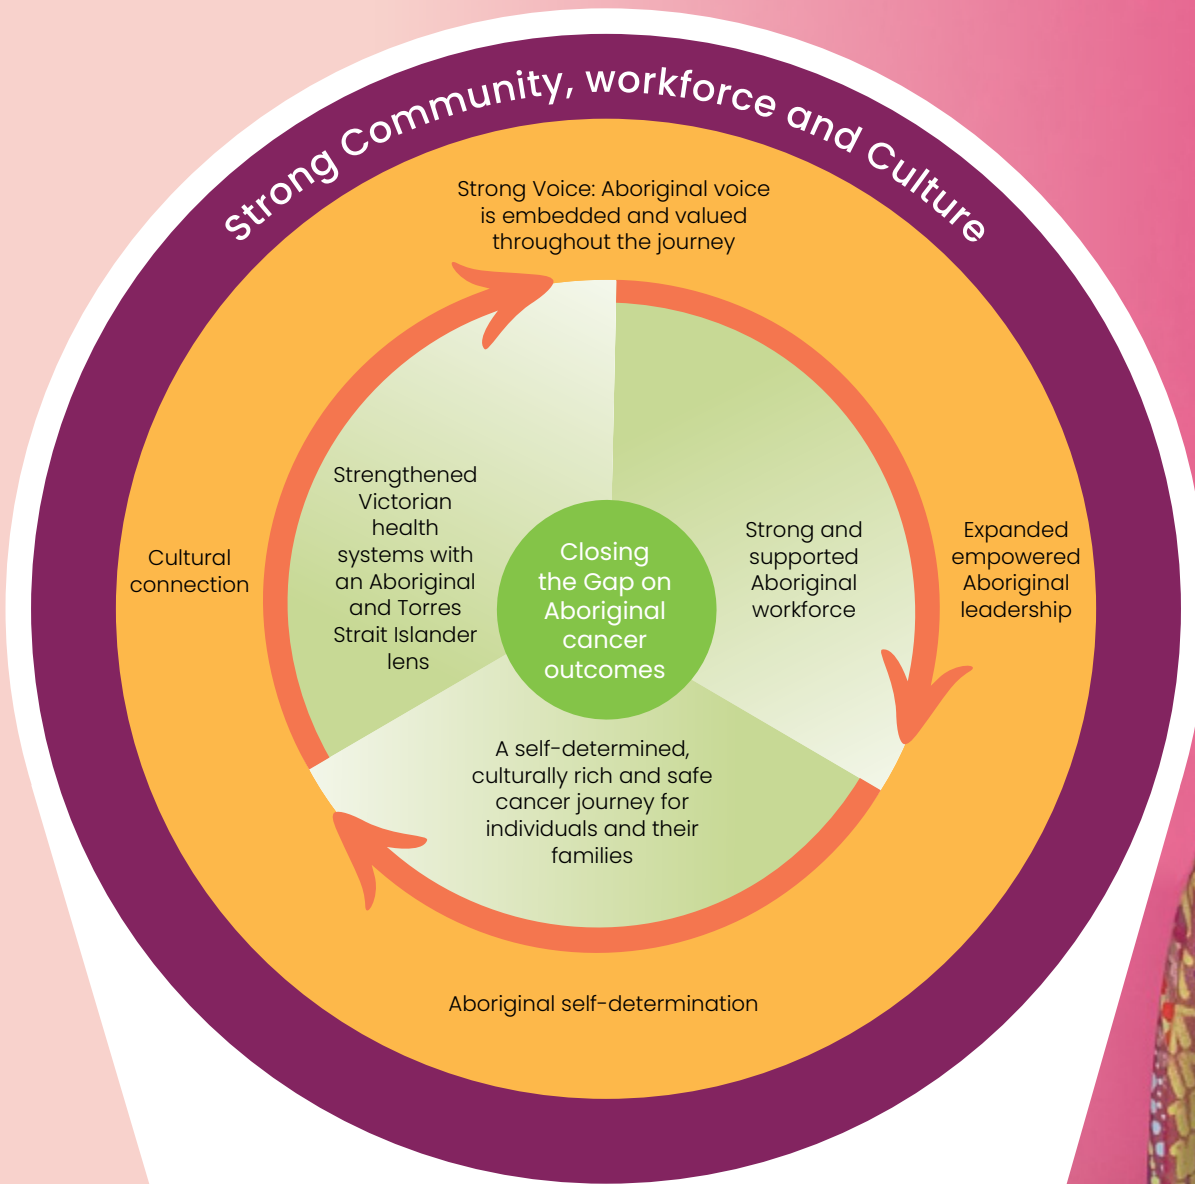 Strong Community, workforce and Culture
Strong Voice: Aboriginal voice
is embedded and valued
throughout the journey
Cultural
connection
Strengthened
Victorian
health
systems with
an Aboriginal
and Torres
Strait Islander
lens
Closing
the Gap on
Aboriginal
cancer
outcomes
Strong and
supported
Aboriginal
workforce
Expanded
empowered
Aboriginal
leadership
A self-determined,
culturally rich and safe
cancer journey for
individuals and their
families
Aboriginal self-determination